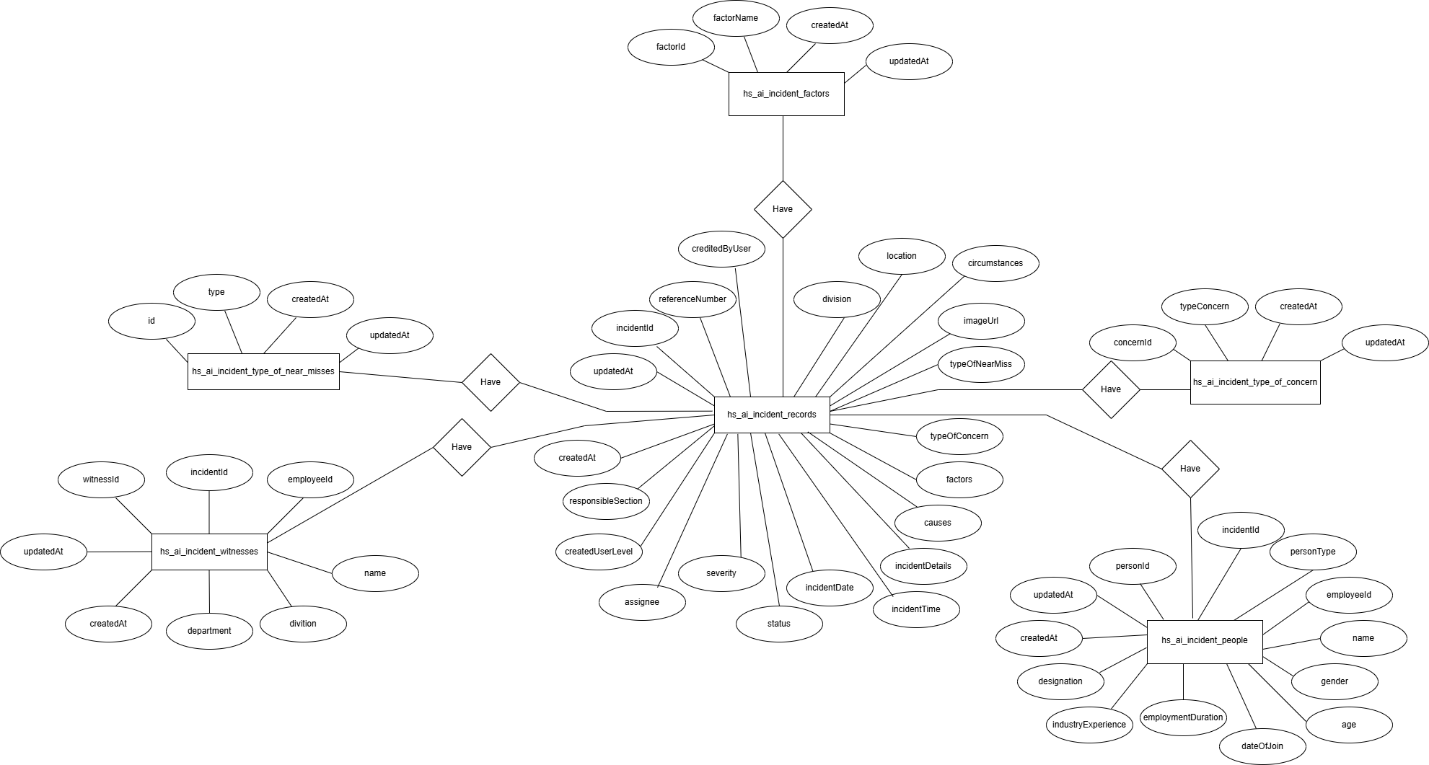 factorName
createdAt
factorId
updatedAt
hs_ai_incident_factors
Have
creditedByUser
location
circumstances
type
createdAt
referenceNumber
division
id
imageUrl
typeConcern
createdAt
incidentId
updatedAt
concernId
updatedAt
hs_ai_incident_type_of_near_misses
updatedAt
typeOfNearMiss
Have
Have
hs_ai_incident_type_of_concern
hs_ai_incident_records
typeOfConcern
Have
createdAt
Have
witnessId
incidentId
employeeId
factors
responsibleSection
causes
incidentId
hs_ai_incident_witnesses
updatedAt
createdUserLevel
personType
name
severity
incidentDetails
personId
incidentDate
updatedAt
employeeId
assignee
incidentTime
createdAt
department
divition
status
createdAt
hs_ai_incident_people
name
designation
gender
industryExperience
employmentDuration
age
dateOfJoin